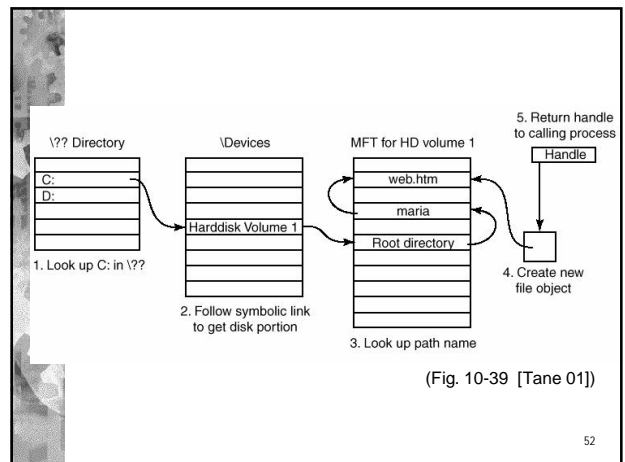 \?? Directory
C:
D:
1. Look up C: in \??
\Devices
Harddisk Volume 1
2. Follow symbolic link
to get disk portion
MFT for HD volume 1
web.htm
maria
Root directory
3. Look up path name
5. Return handle
to calling process
Handle
4. Create new
file object
(Fig. 10-39 [Tane 01])
52